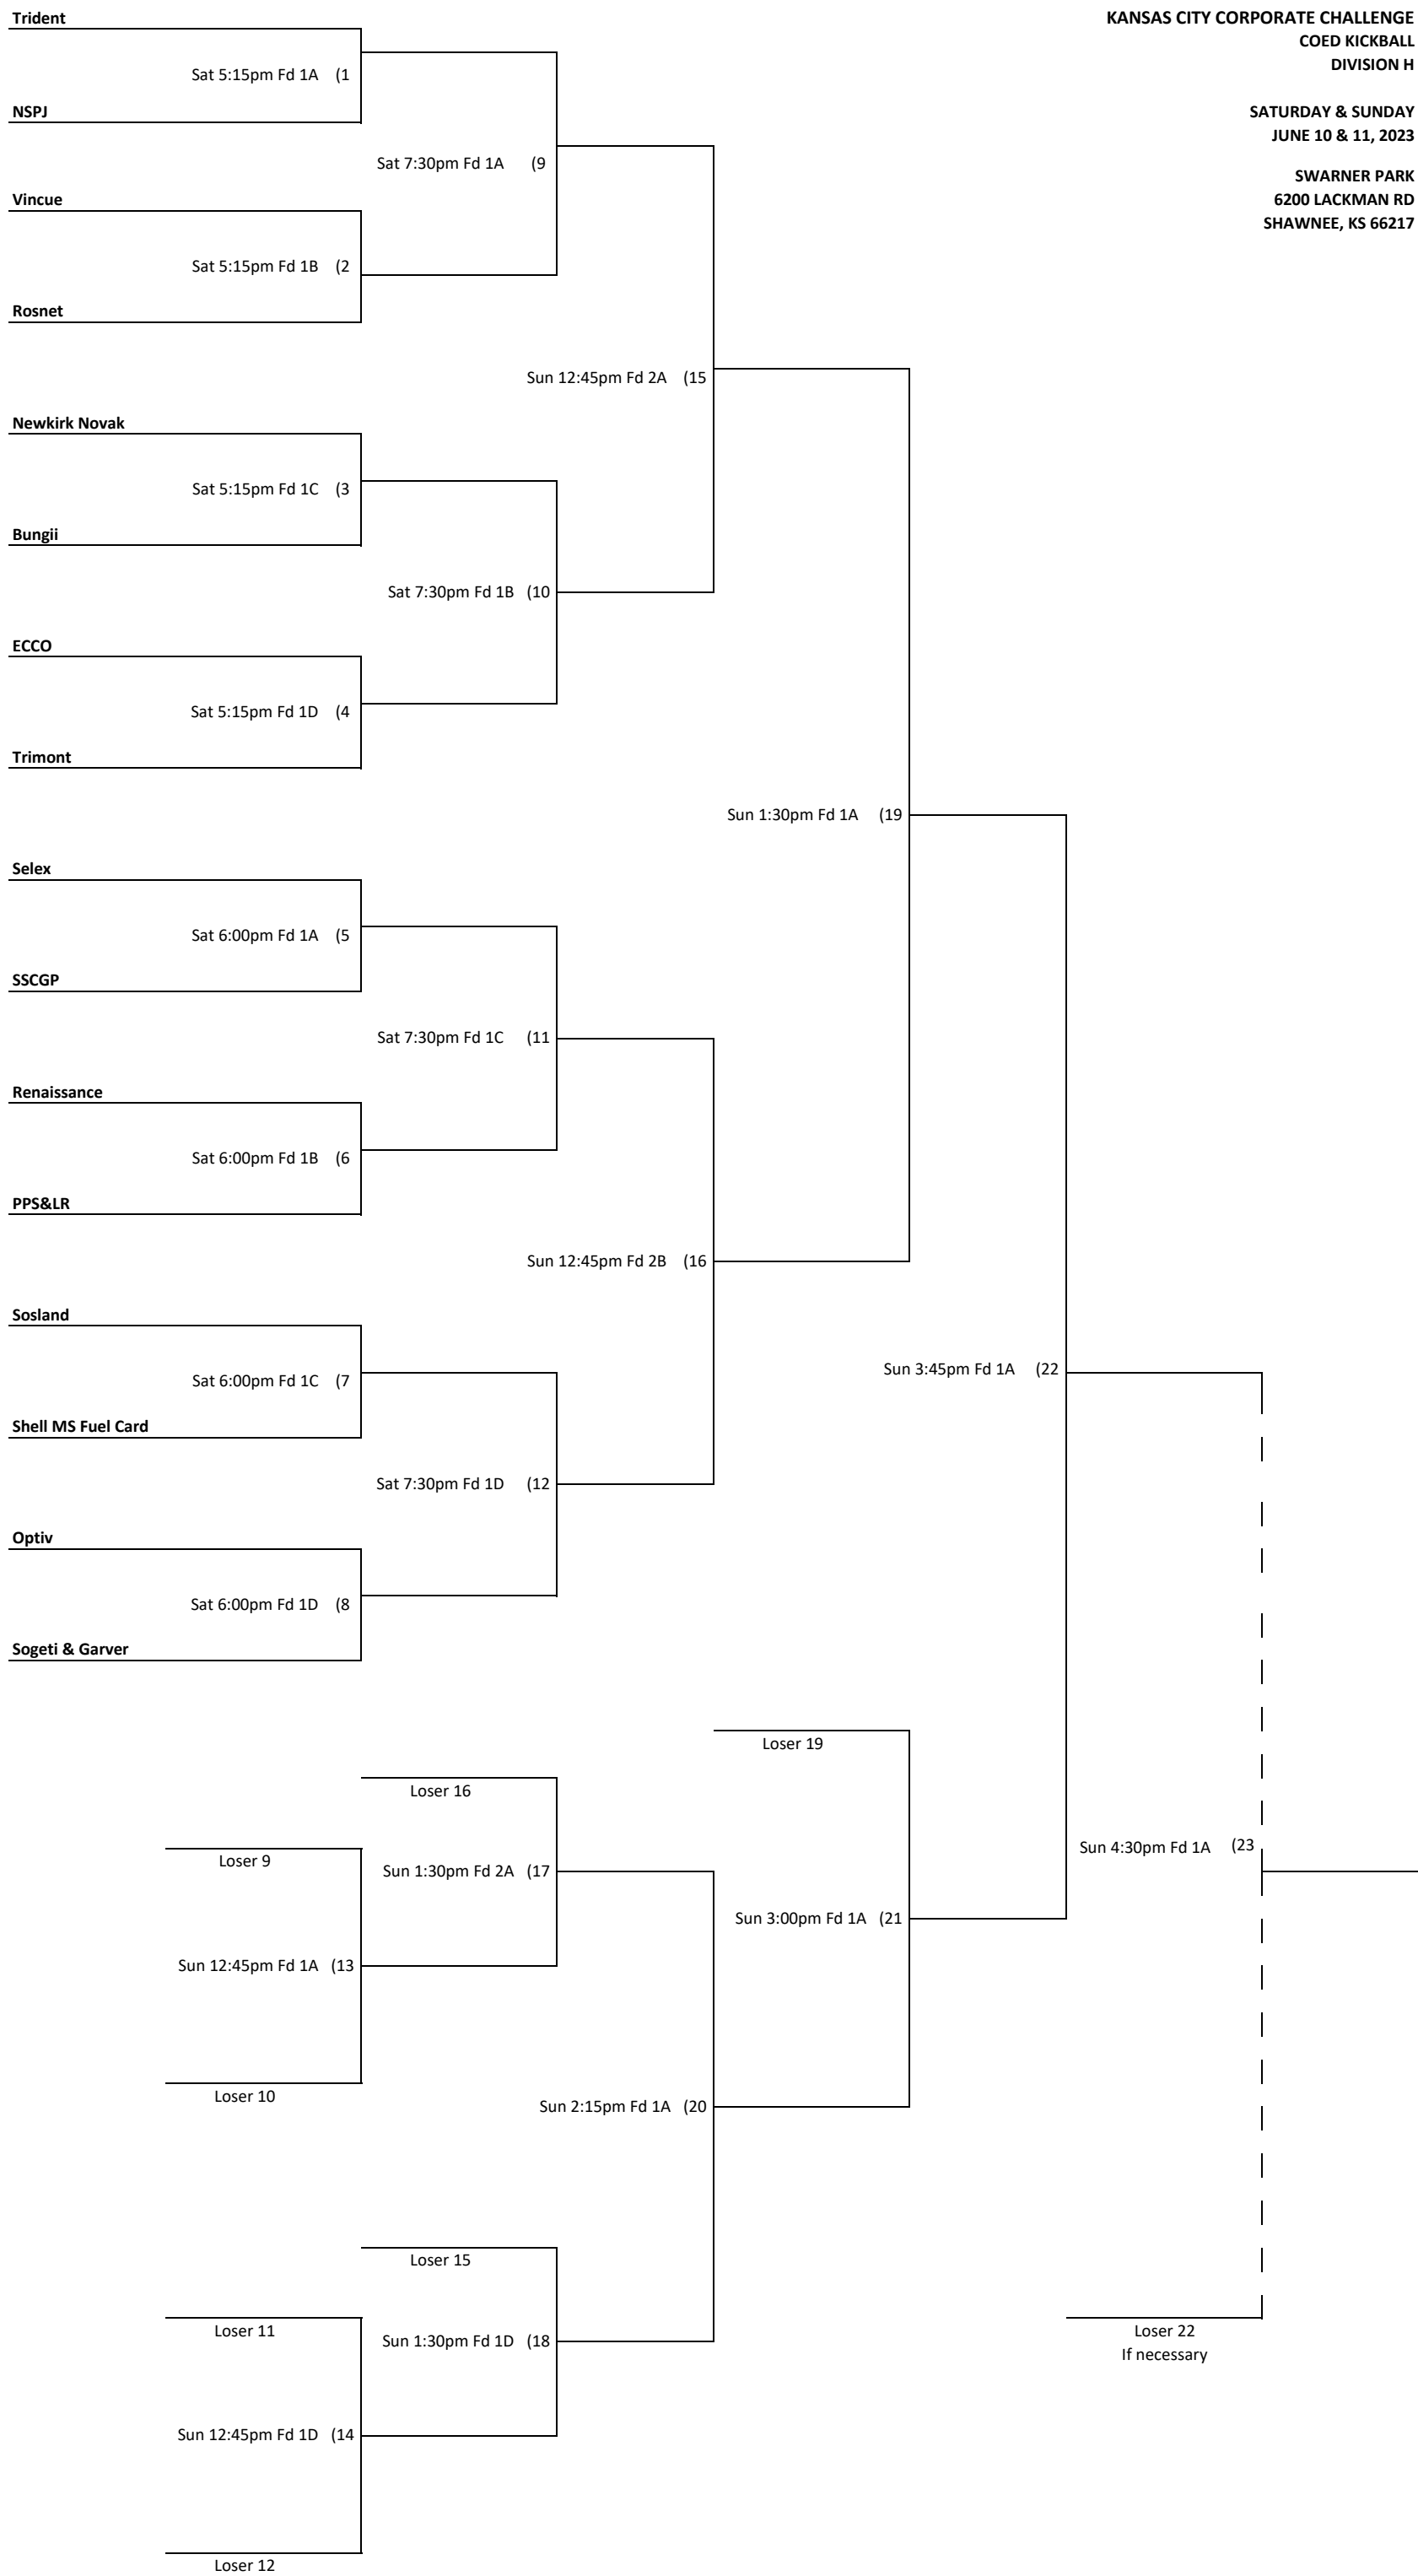 Trident
KANSAS CITY CORPORATE CHALLENGE
COED KICKBALL
DIVISION H
Sat 5:15pm Fd 1A (1
NSPJ
SATURDAY & SUNDAY
JUNE 10 & 11, 2023
Sat 7:30pm Fd 1A (9
SWARNER PARK
6200 LACKMAN RD
SHAWNEE, KS 66217
Vincue
Sat 5:15pm Fd 1B (2
Rosnet
Sun 12:45pm Fd 2A (15
Newkirk Novak
Sat 5:15pm Fd 1C (3
Bungii
Sat 7:30pm Fd 1B (10
ECCO
Sat 5:15pm Fd 1D (4
Trimont
Sun 1:30pm Fd 1A (19
Selex
Sat 6:00pm Fd 1A (5
SSCGP
Sat 7:30pm Fd 1C (11
Renaissance
Sat 6:00pm Fd 1B (6
PPS&LR
Sun 12:45pm Fd 2B (16
Sosland
Sun 3:45pm Fd 1A (22
Sat 6:00pm Fd 1C (7
Shell MS Fuel Card
Sat 7:30pm Fd 1D (12
Optiv
Sat 6:00pm Fd 1D (8
Sogeti & Garver
Loser 19
Loser 16
Sun 4:30pm Fd 1A (23
Loser 9
Sun 1:30pm Fd 2A (17
Sun 3:00pm Fd 1A (21
Sun 12:45pm Fd 1A (13
Loser 10
Sun 2:15pm Fd 1A (20
Loser 15
Loser 11
Loser 22
Sun 1:30pm Fd 1D (18
If necessary
Sun 12:45pm Fd 1D (14
Loser 12